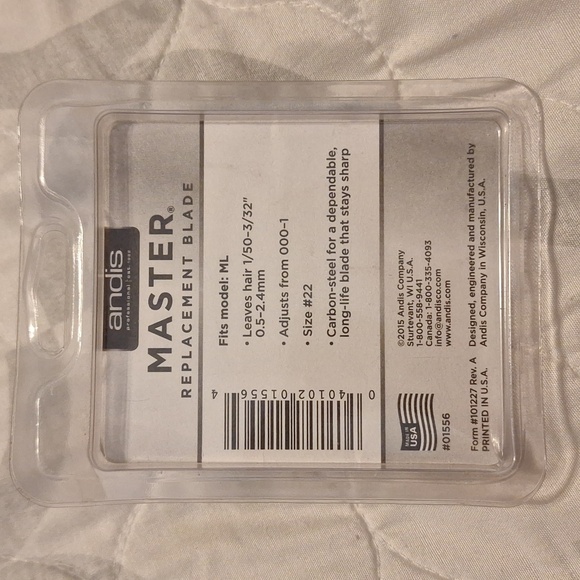 andis
professional | est. 1922
MASTER®
REPLACEMENT BLADE
Fits model: ML
• Leaves hair 1/50-3/32"
0.5-2.4mm
• Adjusts from 000-1
• Size #22
• Carbon-steel for a dependable,
long-life blade that stays sharp
0 40102 01556 4
©2015 Andis Company
Sturtevant, WI U.S.A.
1-800-558-9441
Canada: 1-800-335-4093
info@andisco.com
www.andis.com
MADE IN
USA
#01556
Form #101227 Rev. A
PRINTED IN U.S.A.
Designed, engineered and manufactured by
Andis Company in Wisconsin, U.S.A.